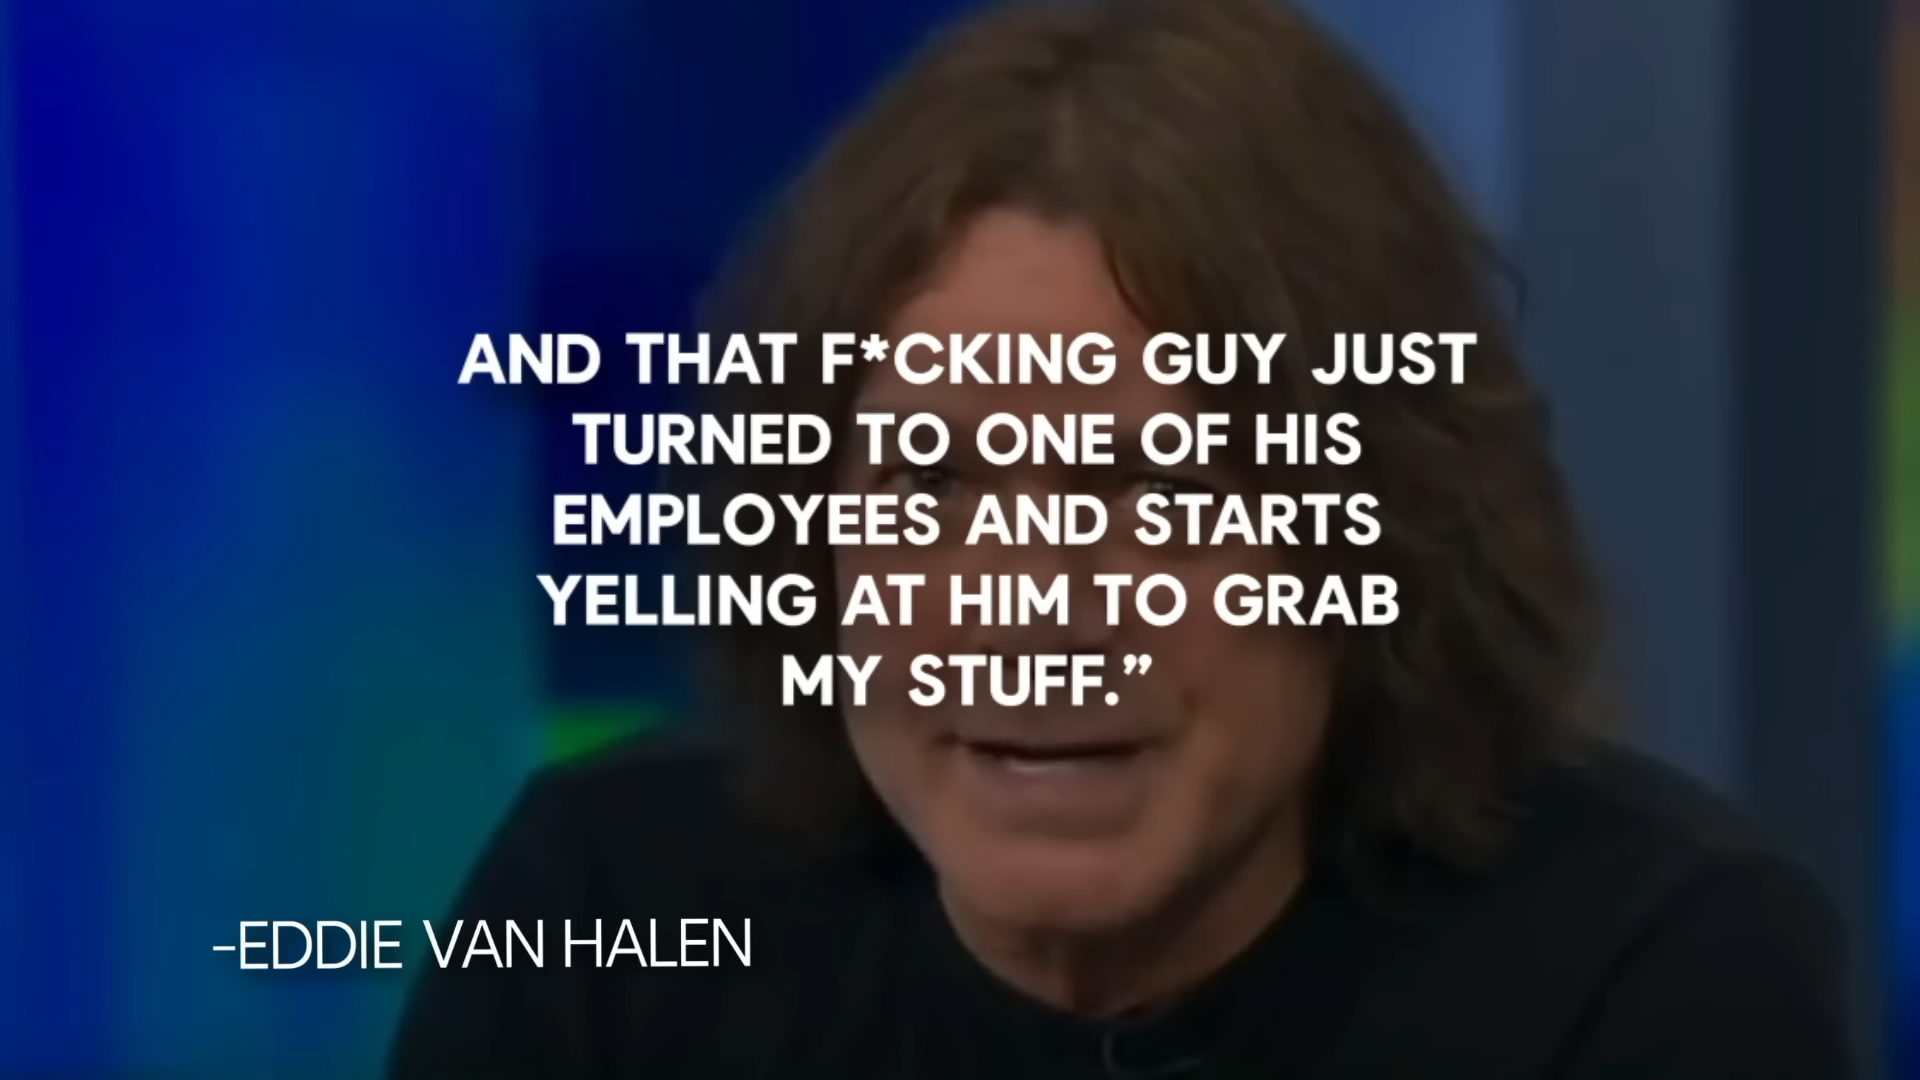 AND THAT F*CKING GUY JUST
TURNED TO ONE OF HIS
EMPLOYEES AND STARTS
YELLING AT HIM TO GRAB
MY STUFF.”
-EDDIE VAN HALEN